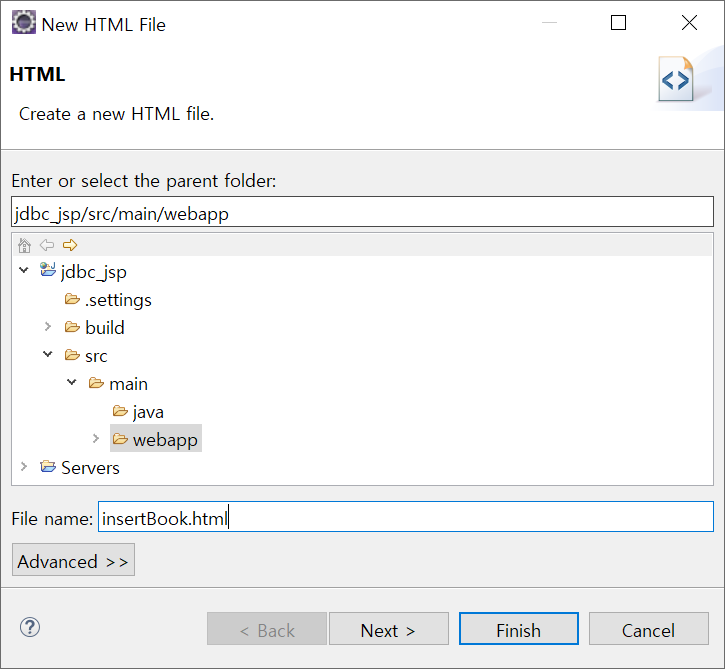 New HTML File
HTML
Create a new HTML file.
Enter or select the parent folder:
jdbc_jsp/src/main/webapp
jdbc_jsp
.settings
build
src
main
java
webapp
Servers
File name: insertBook.html
Advanced >>
? < Back Next > Finish Cancel